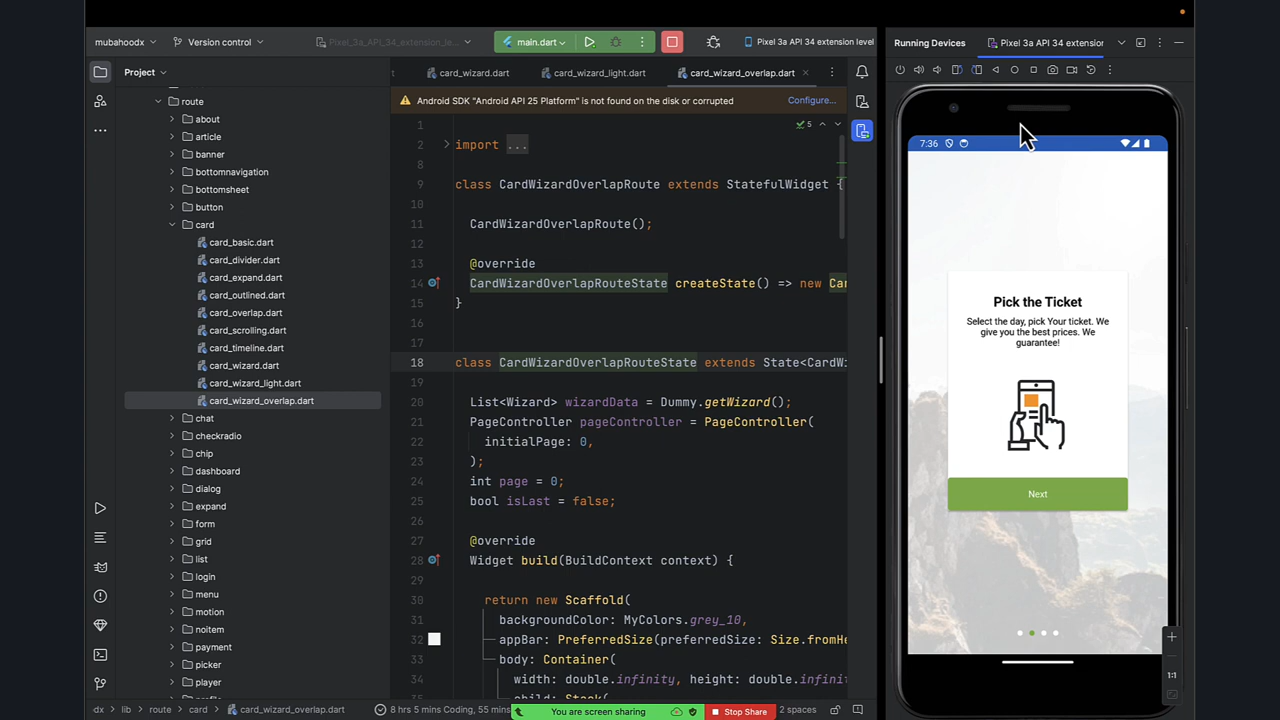 mubahoodx
Version control
Pixel_3a_API_34_extension_le
main.dart
Pixel 3a API 34 extension level
Running Devices
Pixel 3a API 34 extension
Project
route
about
article
banner
bottomnavigation
bottomsheet
button
card
card_basic.dart
card_divider.dart
card_expand.dart
card_outlined.dart
card_overlap.dart
card_scrolling.dart
card_timeline.dart
card_wizard.dart
card_wizard_light.dart
card_wizard_overlap.dart
chat
checkradio
chip
dashboard
dialog
expand
form
grid
list
login
menu
motion
noitem
payment
picker
player
card_wizard.dart
card_wizard_light.dart
card_wizard_overlap.dart
Android SDK "Android API 25 Platform" is not found on the disk or corrupted
Configure...
5
1
2 import ...
8
9 class CardWizardOverlapRoute extends StatefulWidget {
10
11 CardWizardOverlapRoute();
12
13 @override
14 CardWizardOverlapRouteState createState() => new Car
15 }
16
17
18 class CardWizardOverlapRouteState extends State<CardWi
19
20 List<Wizard> wizardData = Dummy.getWizard();
21 PageController pageController = PageController(
22 initialPage: 0,
23 );
24 int page = 0;
25 bool isLast = false;
26
27 @override
28 Widget build(BuildContext context) {
29
30 return new Scaffold(
31 backgroundColor: MyColors.grey_10,
32 appBar: PreferredSize(preferredSize: Size.fromHe
33 body: Container(
34 width: double.infinity, height: double.infinit
child: Stack(
7:36
Pick the Ticket
Select the day, pick Your ticket. We
give you the best prices. We
guarantee!
Next
1:1
dx
lib
route
card
card_wizard_overlap.dart
8 hrs 5 mins Coding, 55 mins
You are screen sharing
Stop Share
2 spaces